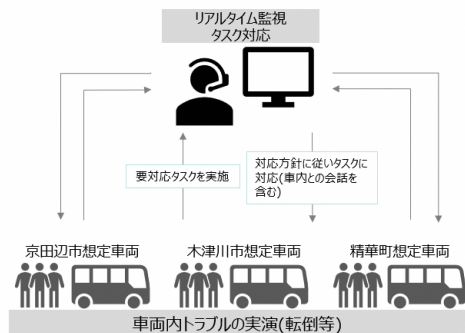 リアルタイム監視
タスク対応
要対応タスクを実施
対応方針に従いタスクに
対応(車内との会話を
含む)
京田辺市想定車両
木津川市想定車両
精華町想定車両
車両内トラブルの実演(転倒等)